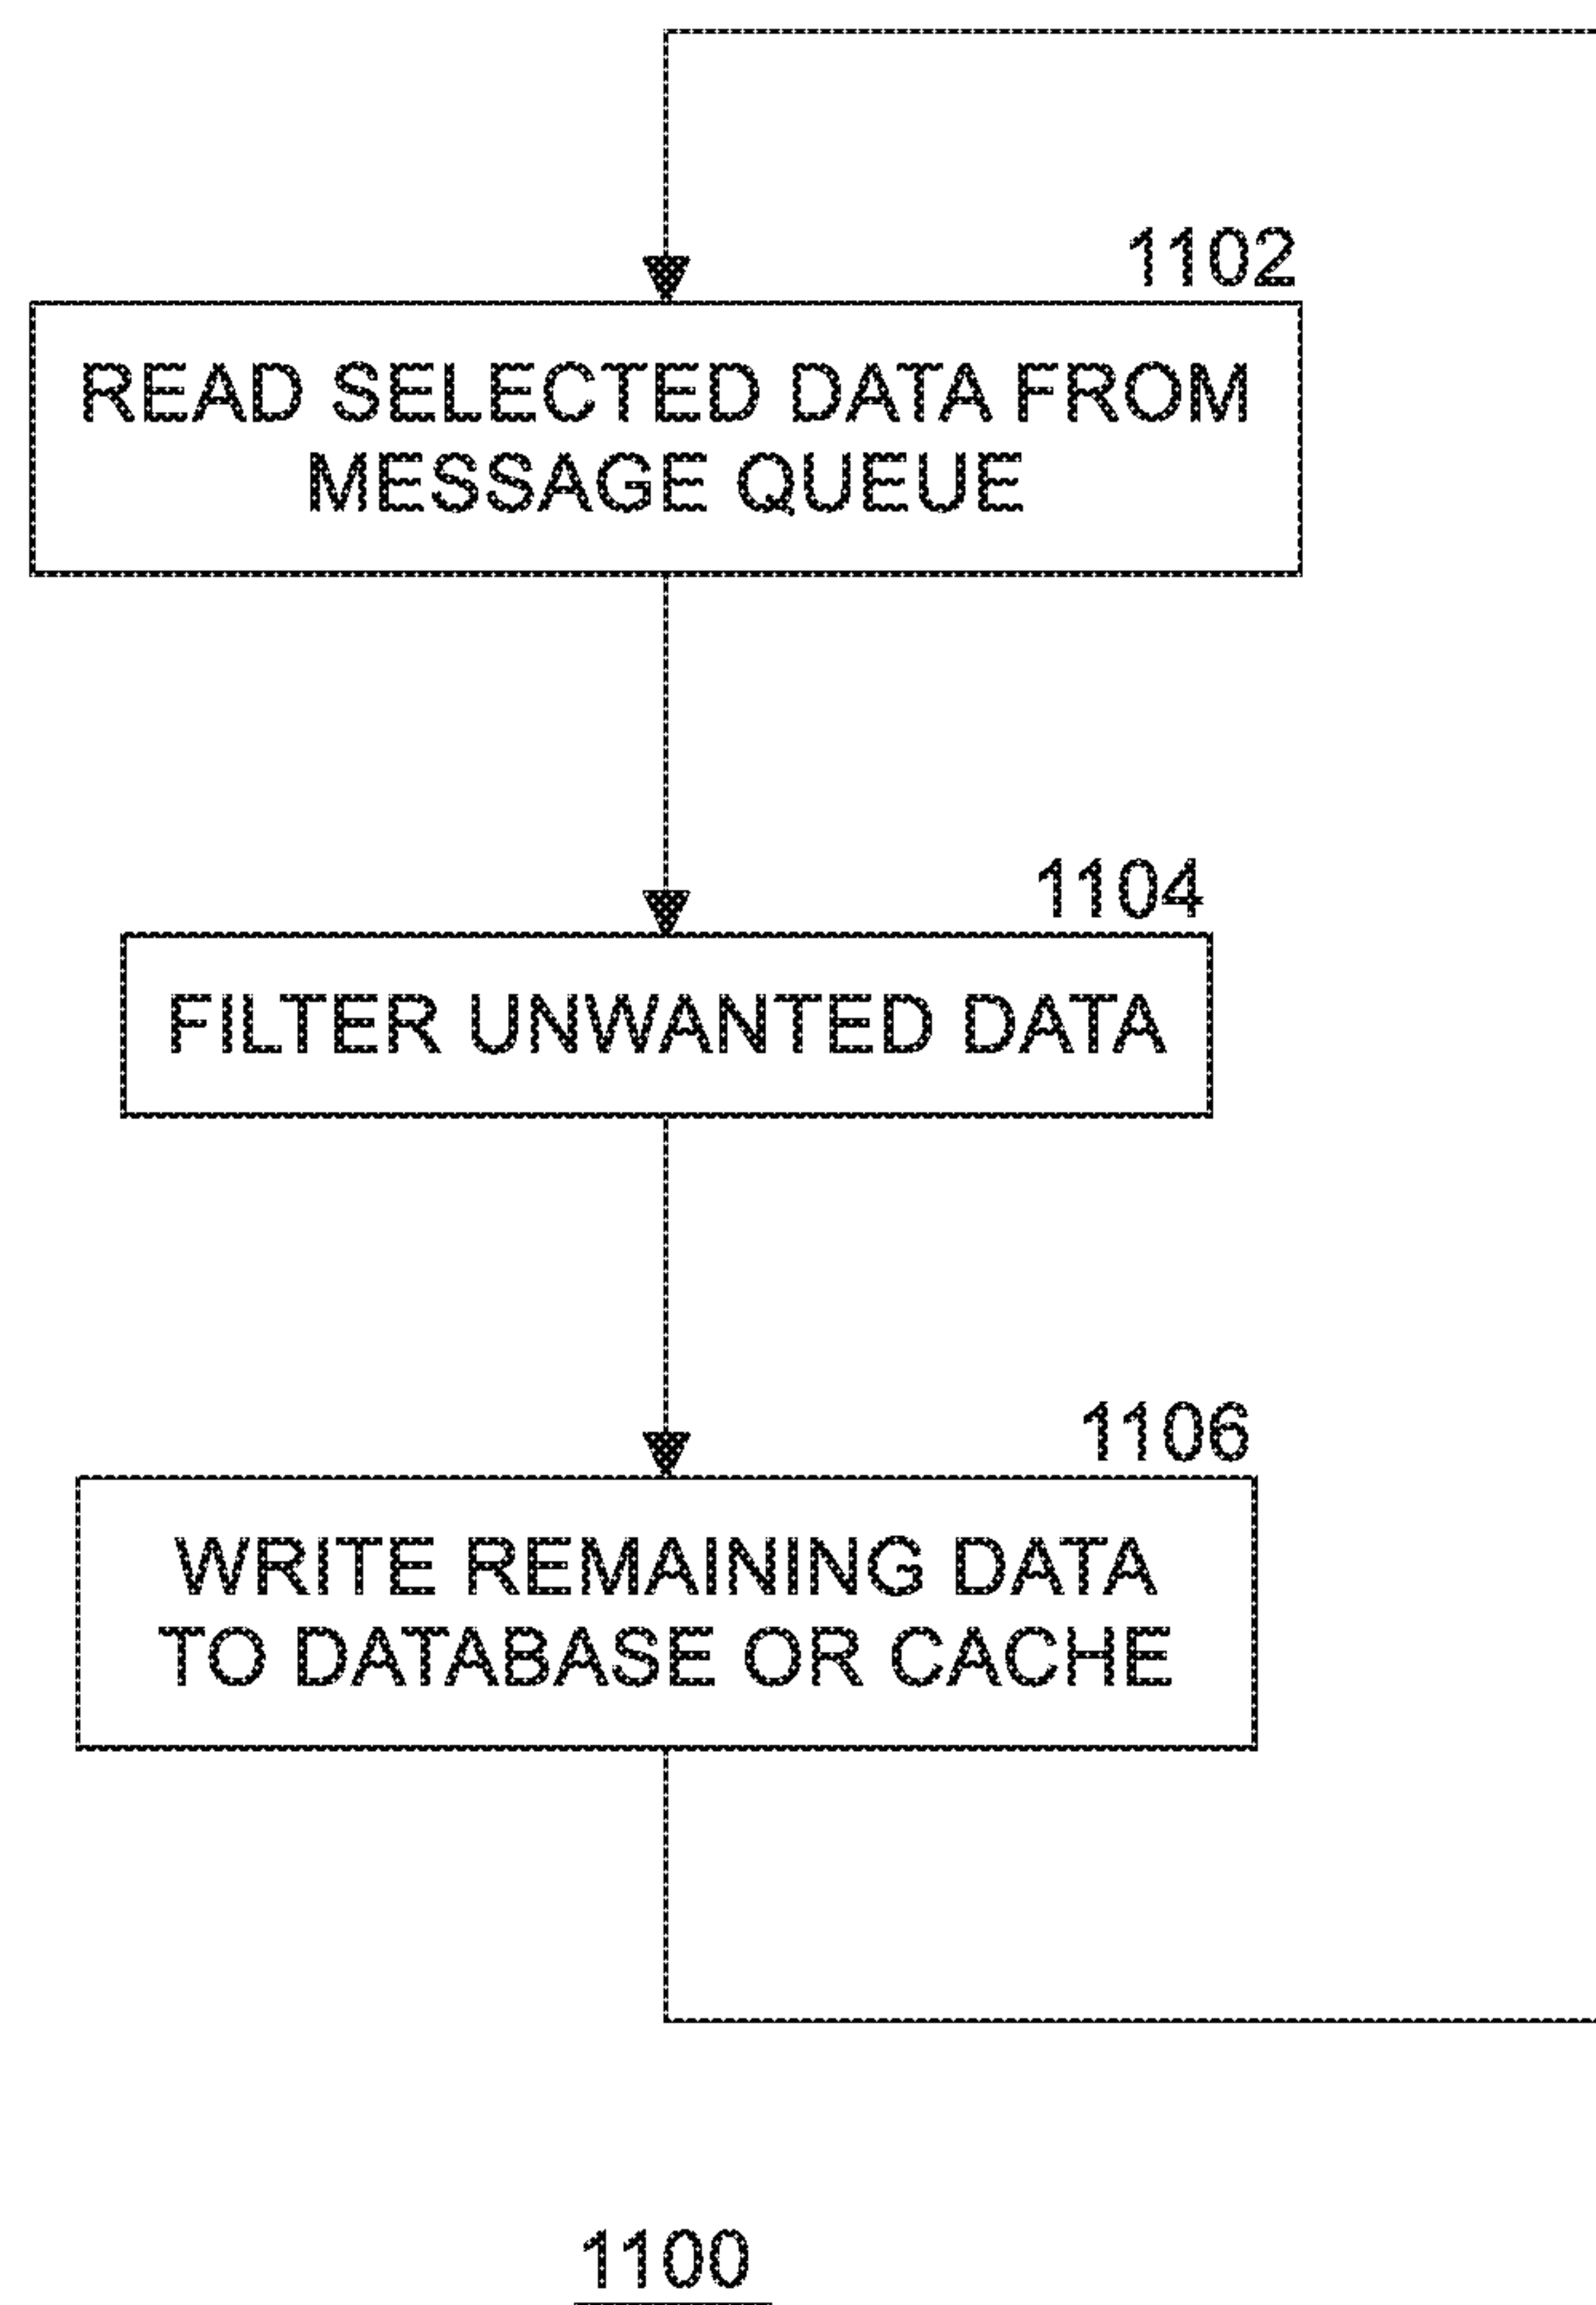 1102
READ SELECTED DATA FROM
MESSAGE QUEUE
1104
FILTER UNWANTED DATA
1106
WRITE REMAINING DATA
TO DATABASE OR CACHE
1100